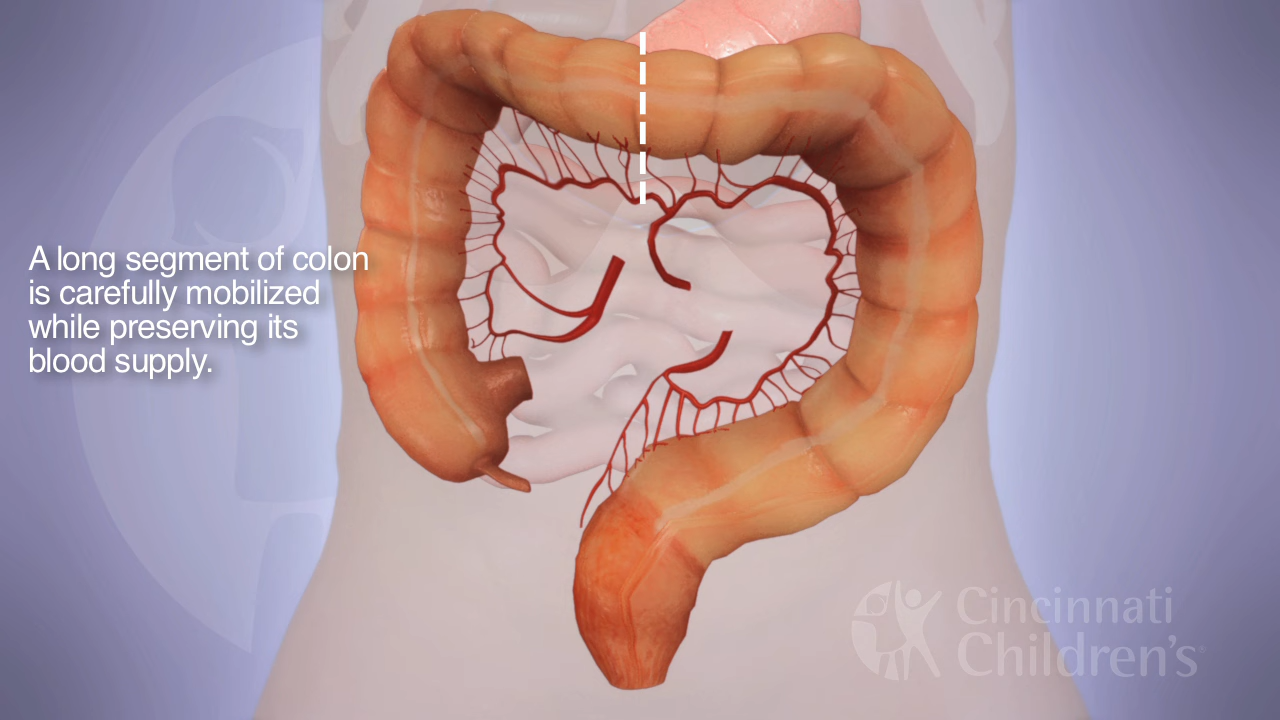 A long segment of colon
is carefully mobilized
while preserving its
blood supply.
Cincinnati
Children's®